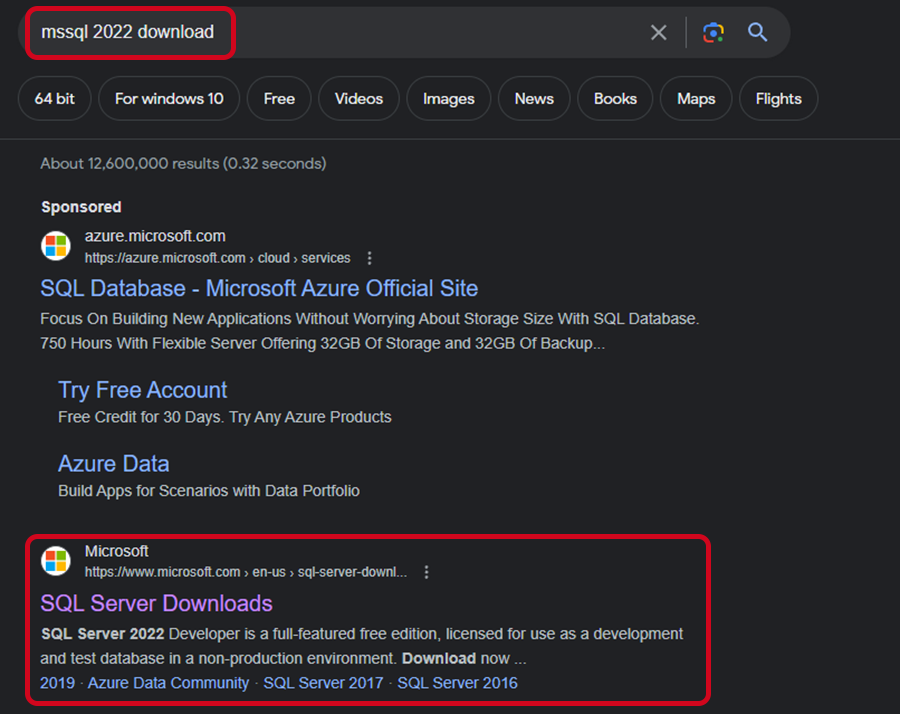 mssql 2022 download
64 bit
For windows 10
Free
Videos
Images
News
Books
Maps
Flights
About 12,600,000 results (0.32 seconds)
Sponsored
azure.microsoft.com
https://azure.microsoft.com › cloud › services
SQL Database - Microsoft Azure Official Site
Focus On Building New Applications Without Worrying About Storage Size With SQL Database.
750 Hours With Flexible Server Offering 32GB Of Storage and 32GB Of Backup...
Try Free Account
Free Credit for 30 Days. Try Any Azure Products
Azure Data
Build Apps for Scenarios with Data Portfolio
Microsoft
https://www.microsoft.com › en-us › sql-server-downl...
SQL Server Downloads
SQL Server 2022 Developer is a full-featured free edition, licensed for use as a development
and test database in a non-production environment. Download now ...
2019 · Azure Data Community · SQL Server 2017 · SQL Server 2016